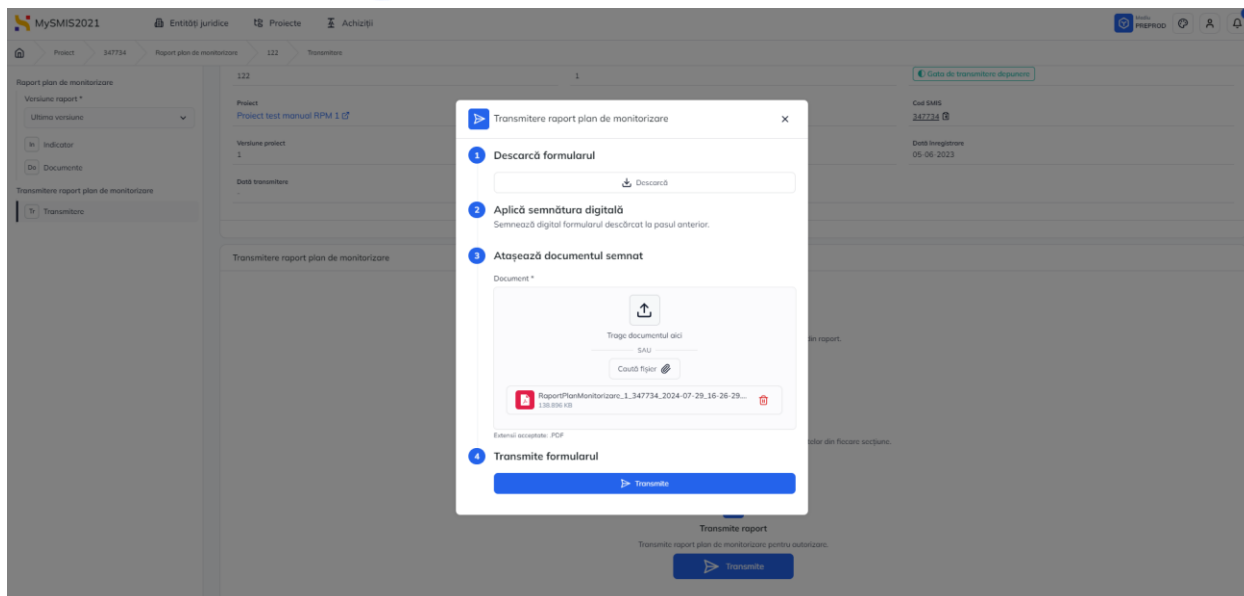 MySMIS2021
Entități juridice
Proiecte
Achiziții
Mediu
PREPROD
Proiect
347734
Raport plan de monitorizare
122
Transmitere
Raport plan de monitorizare
Versiune raport *
Ultima versiune
In Indicator
Do Documente
Transmitere raport plan de monitorizare
Tr Transmitere
122
1
Gata de transmitere depunere
Proiect
Proiect test manual RPM 1
Cod SMIS
347734
Versiune proiect
1
Dată înregistrare
05-06-2023
Dată transmitere
-
Transmitere raport plan de monitorizare
Transmitere raport plan de monitorizare
1 Descarcă formularul
Descarcă
2 Aplică semnătura digitală
Semnează digital formularul descărcat la pasul anterior.
3 Atașează documentul semnat
Document *
Trage documentul aici
SAU
Caută fișier
RaportPlanMonitorizare_1_347734_2024-07-29_16-26-29...
138.896 KB
Extensii acceptate: .PDF
4 Transmite formularul
Transmite
din raport.
din fiecare secțiune.
Transmite raport
Transmite raport plan de monitorizare pentru autorizare.
Transmite